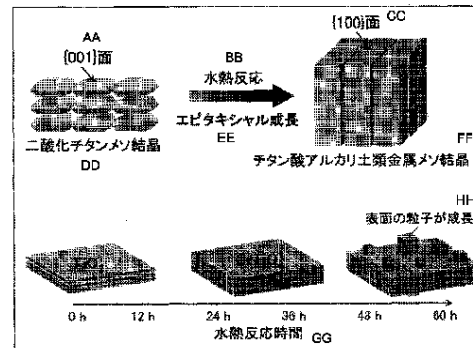 AA
{001}面
BB
水熱反応
エピタキシャル成長
EE
{100}面
CC
二酸化チタンメソ結晶
DD
チタン酸アルカリ土類金属メソ結晶
FF
HH
表面の粒子が成長
0 h 12 h 24 h 36 h 48 h 60 h
水熱反応時間 GG